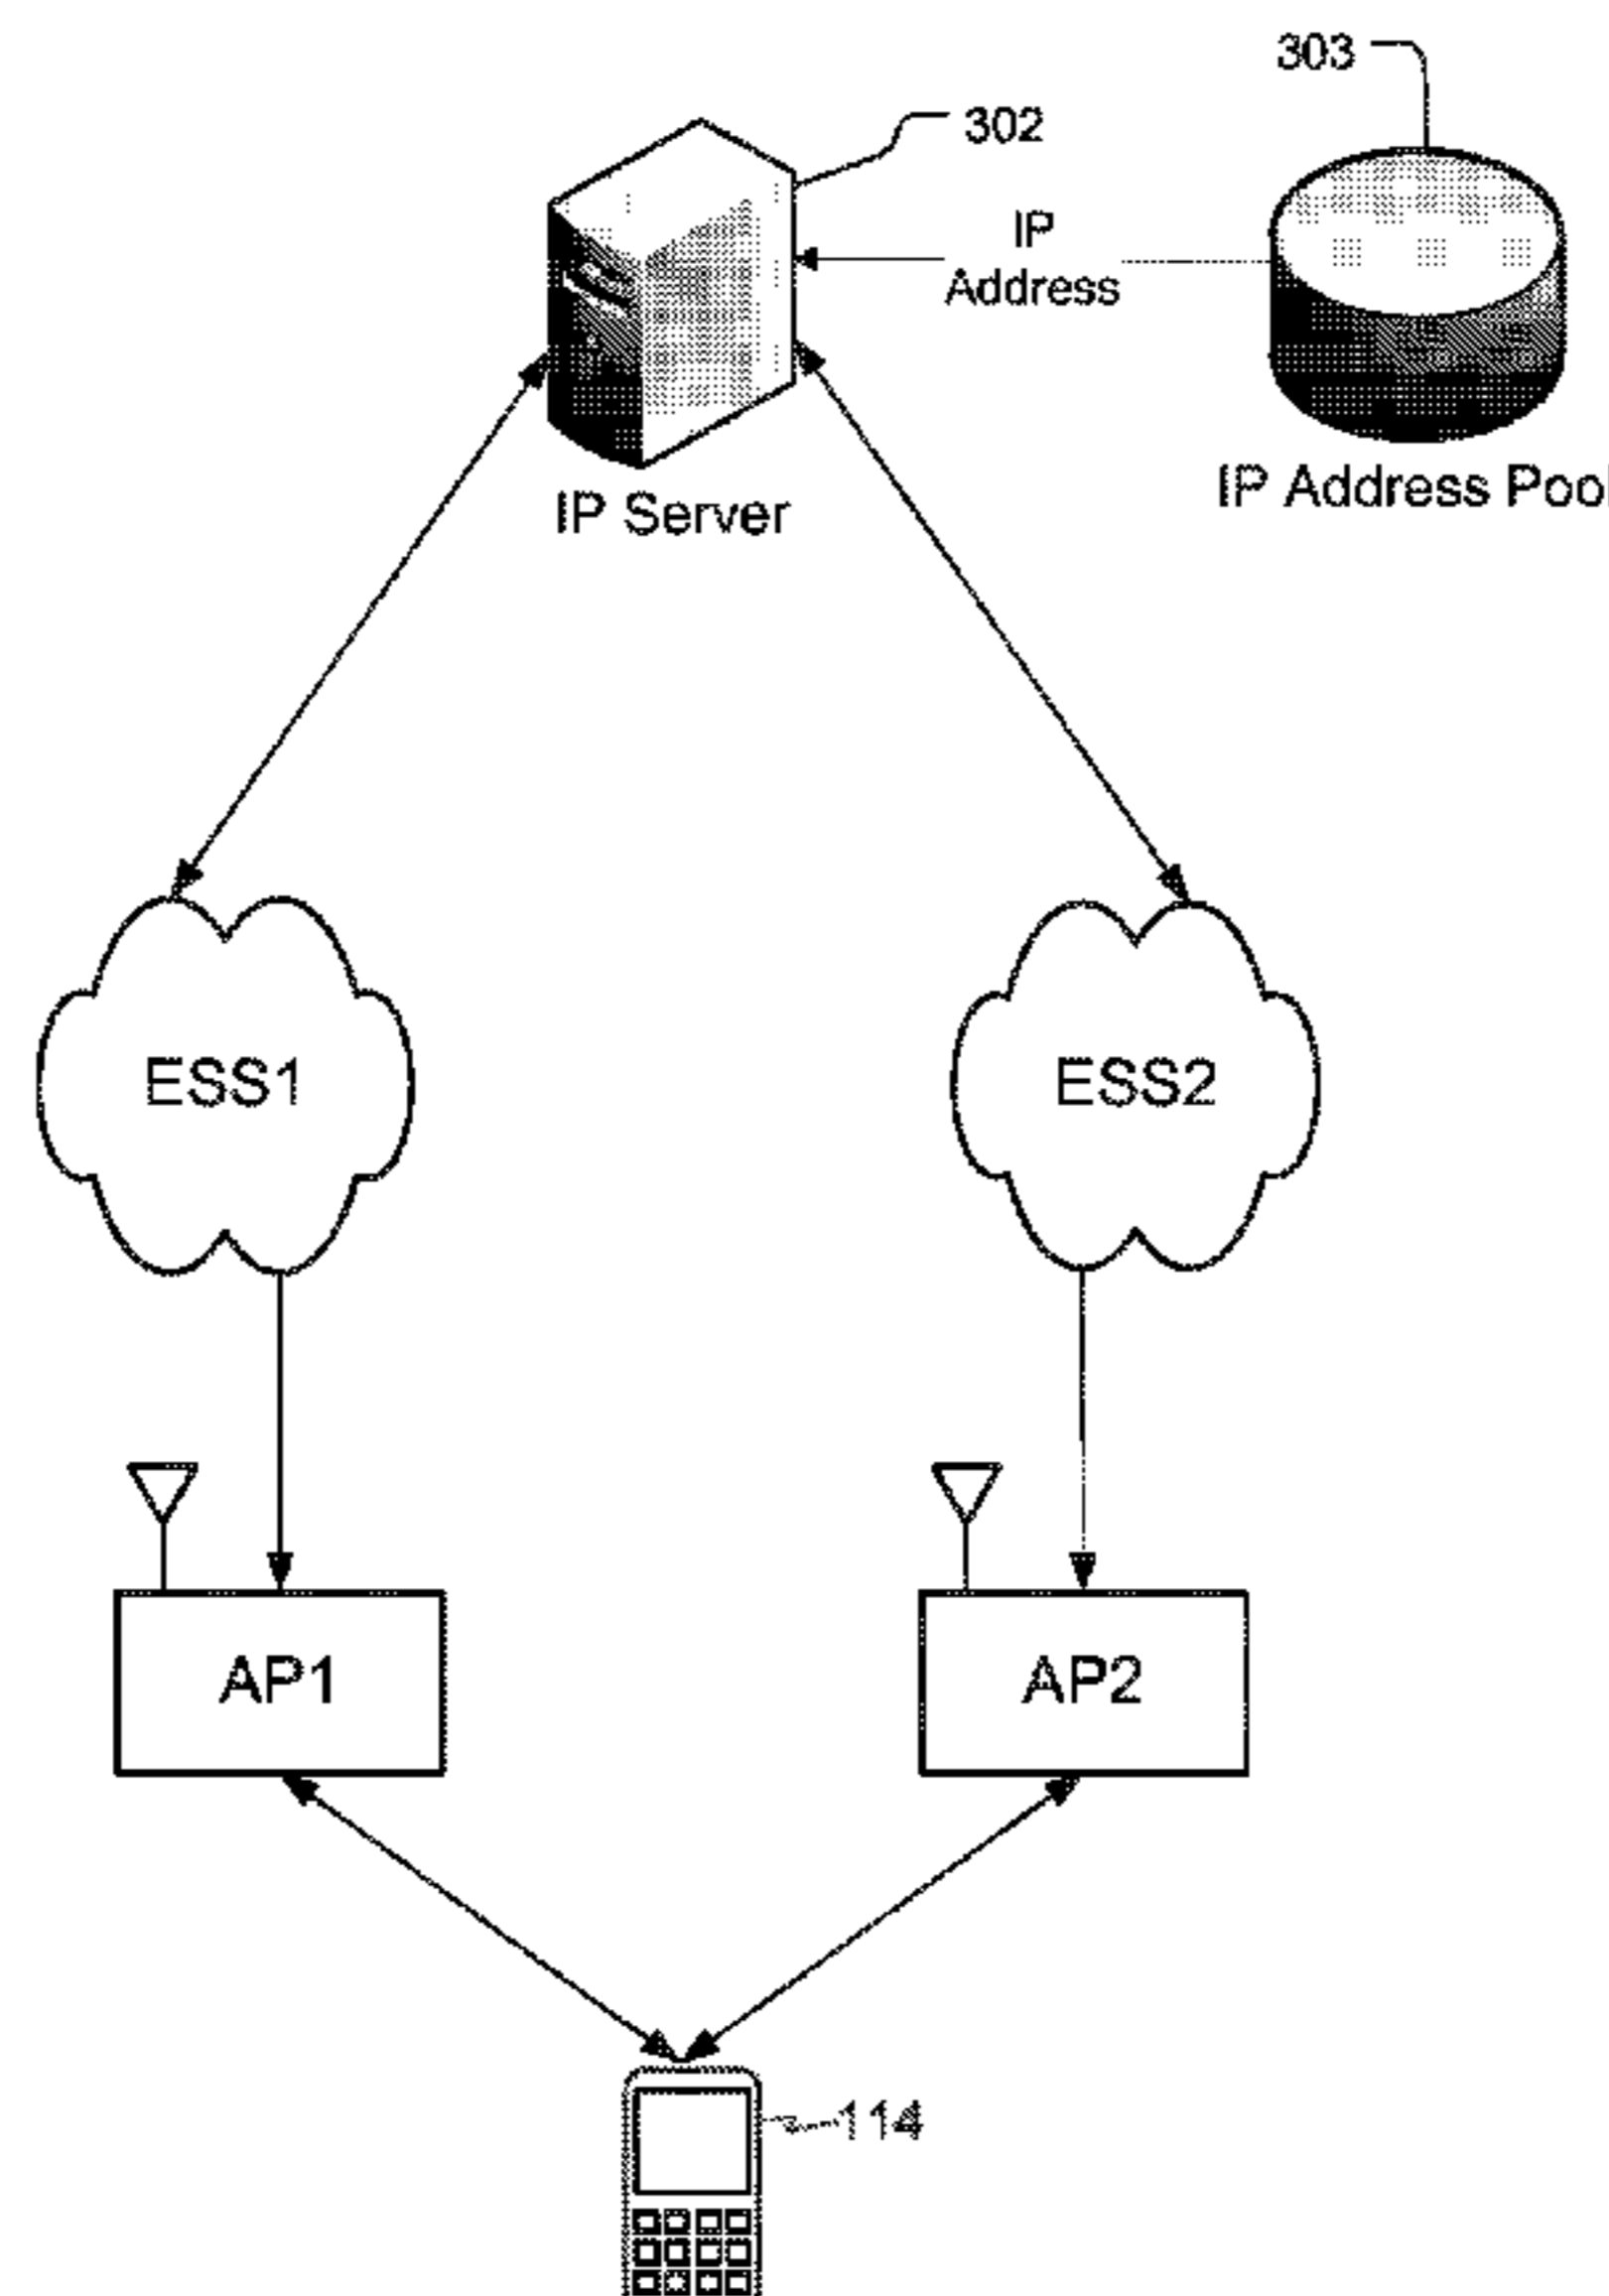 303
302
IP
Address
IP Server
IP Address Pool
ESS1
ESS2
AP1
AP2
114